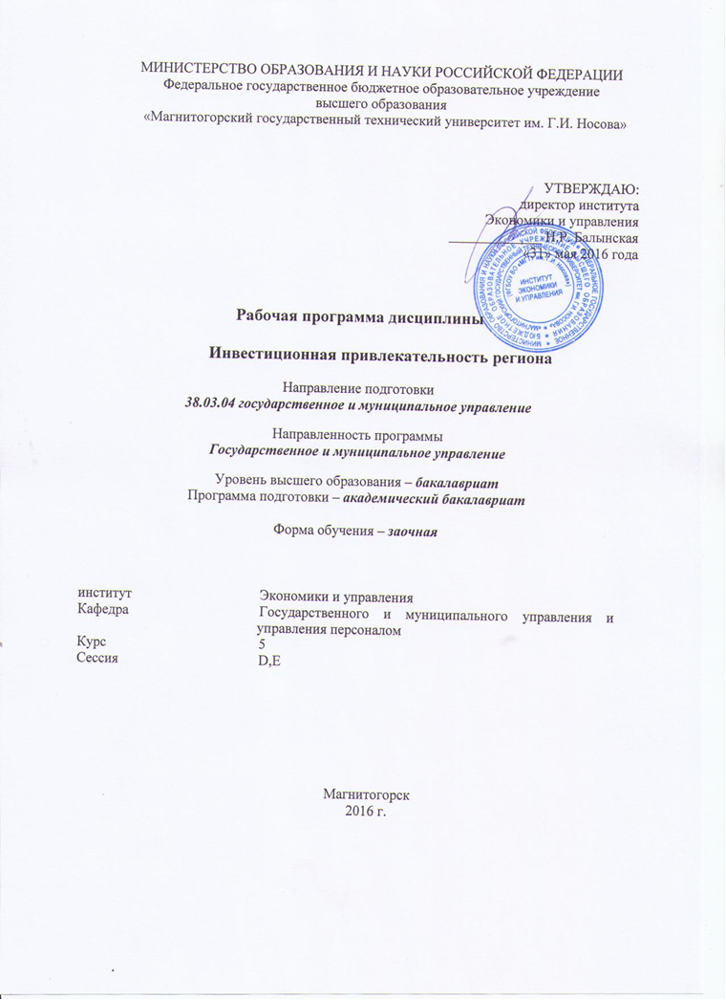 МИНИСТЕРСТВО ОБРАЗОВАНИЯ И НАУКИ РОССИЙСКОЙ ФЕДЕРАЦИИ
Федеральное государственное бюджетное образовательное учреждение
высшего образования
«Магнитогорский государственный технический университет им. Г.И. Носова»
УТВЕРЖДАЮ:
директор института
Экономики и управления
Н.Р. Балынская
«31» мая 2016 года
ИНСТИТУТ
ЭКОНОМИКИ
И УПРАВЛЕНИЯ
Рабочая программа дисциплины
Инвестиционная привлекательность региона
Направление подготовки
38.03.04 государственное и муниципальное управление
Направленность программы
Государственное и муниципальное управление
Уровень высшего образования – бакалавриат
Программа подготовки – академический бакалавриат
Форма обучения – заочная
институт Экономики и управления
Кафедра Государственного и муниципального управления и
управления персоналом
Курс 5
Сессия D,E
Магнитогорск
2016 г.